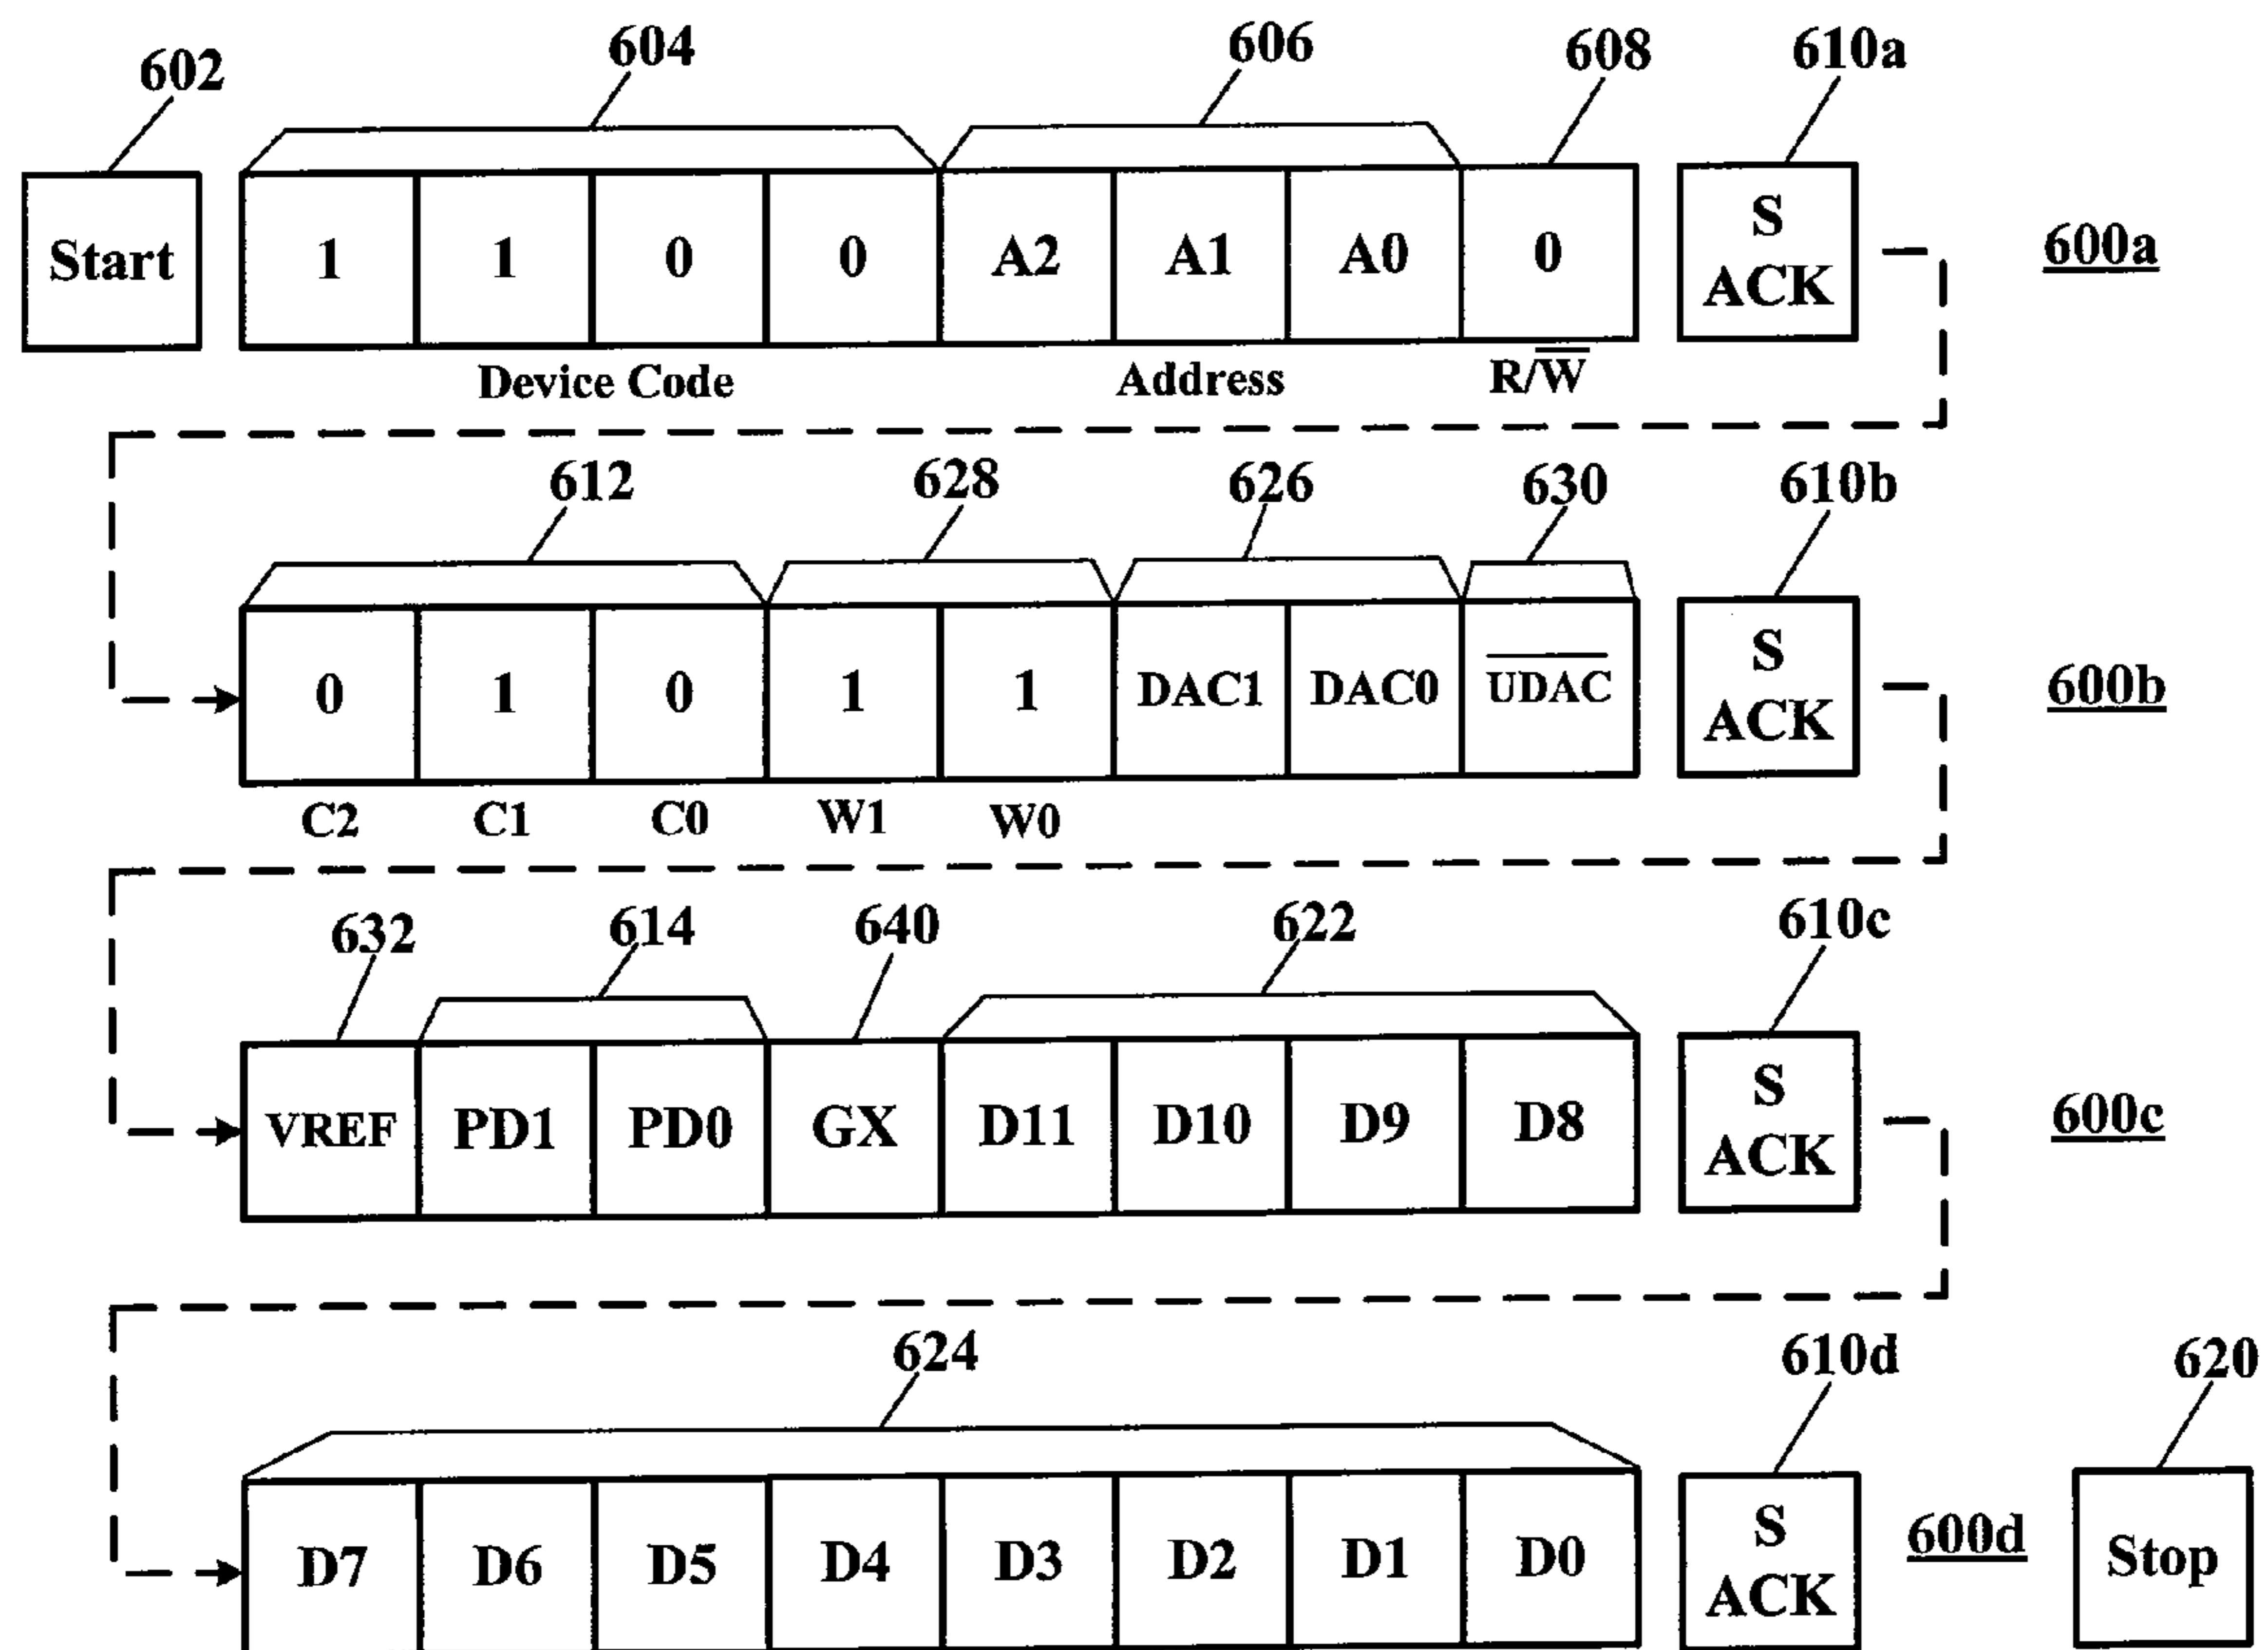 602 604 606 608 610a
Start 1 1 0 0 A2 A1 A0 0 S ACK 600a
Device Code Address R/W̅
612 628 626 630 610b
0 1 0 1 1 DAC1 DAC0 U̅D̅A̅C̅ S ACK 600b
C2 C1 C0 W1 W0
632 614 640 622 610c
VREF PD1 PD0 GX D11 D10 D9 D8 S ACK 600c
624 610d 620
D7 D6 D5 D4 D3 D2 D1 D0 S ACK 600d Stop